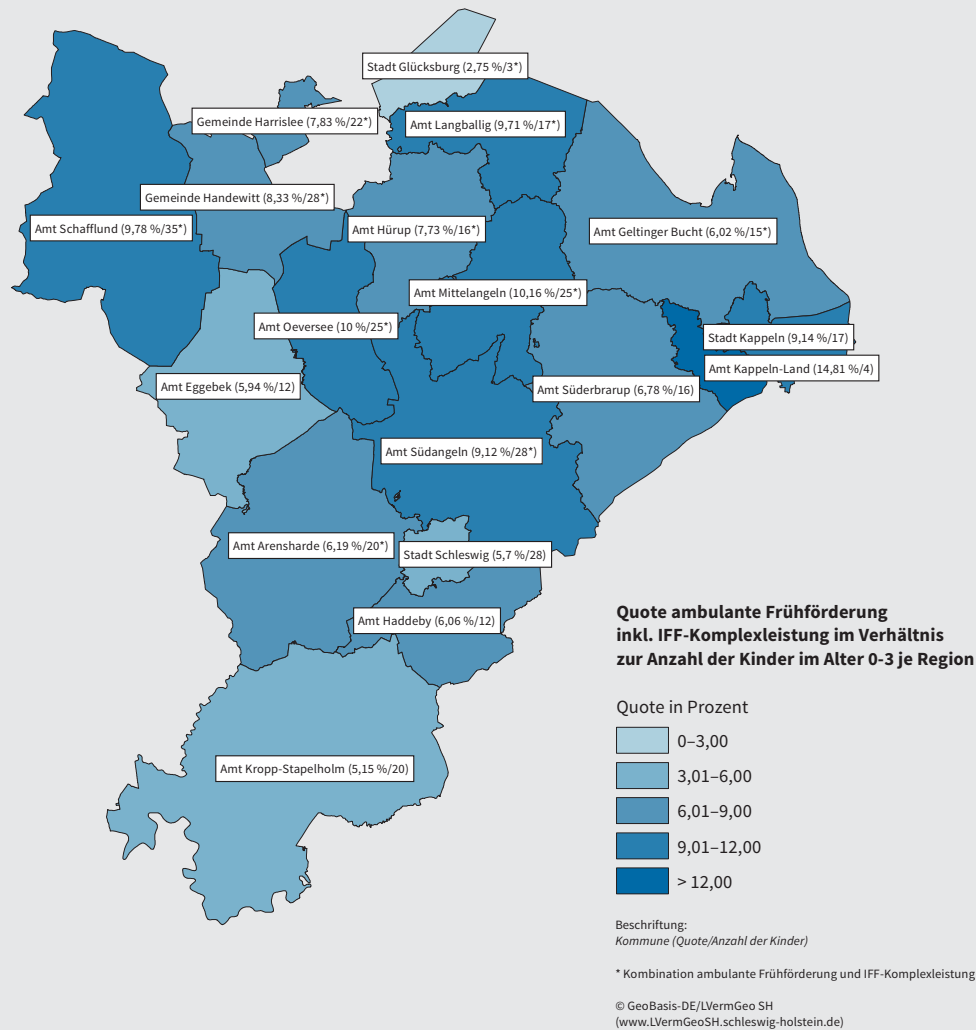 Stadt Glücksburg (2,75 %/3*)
Gemeinde Harrislee (7,83 %/22*)
Amt Langballig (9,71 %/17*)
Gemeinde Handewitt (8,33 %/28*)
Amt Schafflund (9,78 %/35*)
Amt Hürup (7,73 %/16*)
Amt Geltinger Bucht (6,02 %/15*)
Amt Mittelangeln (10,16 %/25*)
Amt Oeversee (10 %/25*)
Stadt Kappeln (9,14 %/17)
Amt Kappeln-Land (14,81 %/4)
Amt Eggebek (5,94 %/12)
Amt Süderbrarup (6,78 %/16)
Amt Südangeln (9,12 %/28*)
Amt Arensharde (6,19 %/20*)
Stadt Schleswig (5,7 %/28)
Amt Haddeby (6,06 %/12)
Amt Kropp-Stapelholm (5,15 %/20)
Quote ambulante Frühförderung
inkl. IFF-Komplexleistung im Verhältnis
zur Anzahl der Kinder im Alter 0-3 je Region
Quote in Prozent
0–3,00
3,01–6,00
6,01–9,00
9,01–12,00
> 12,00
Beschriftung:
Kommune (Quote/Anzahl der Kinder)
* Kombination ambulante Frühförderung und IFF-Komplexleistung
© GeoBasis-DE/LVermGeo SH
(www.LVermGeoSH.schleswig-holstein.de)